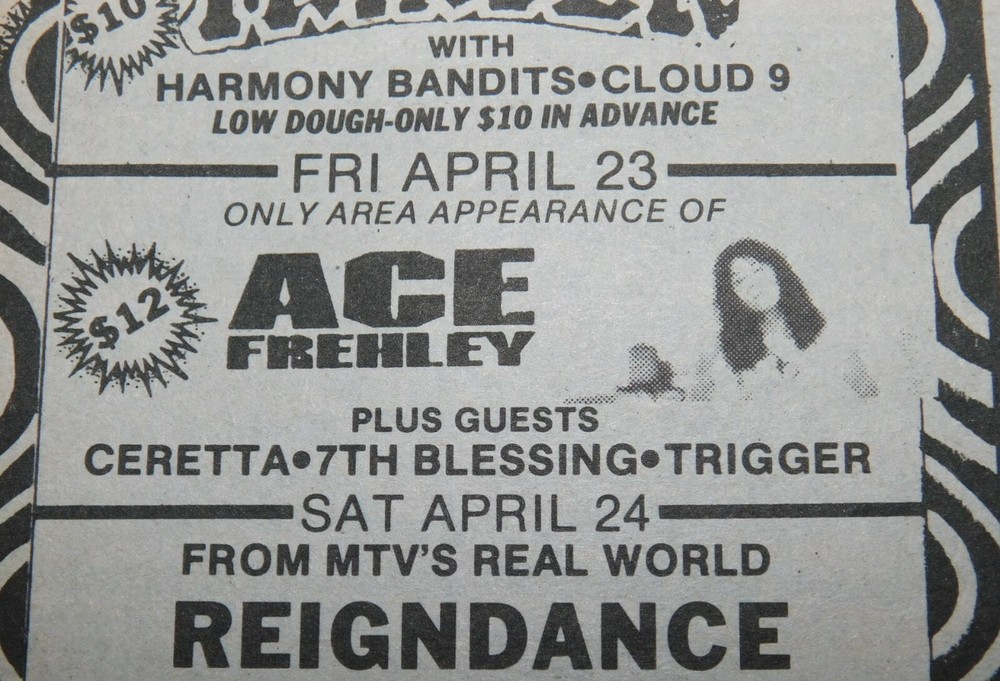 $10
WITH
HARMONY BANDITS•CLOUD 9
LOW DOUGH-ONLY $10 IN ADVANCE
FRI APRIL 23
ONLY AREA APPEARANCE OF
$12
ACE
FREHLEY
PLUS GUESTS
CERETTA•7TH BLESSING•TRIGGER
SAT APRIL 24
FROM MTV'S REAL WORLD
REIGNDANCE